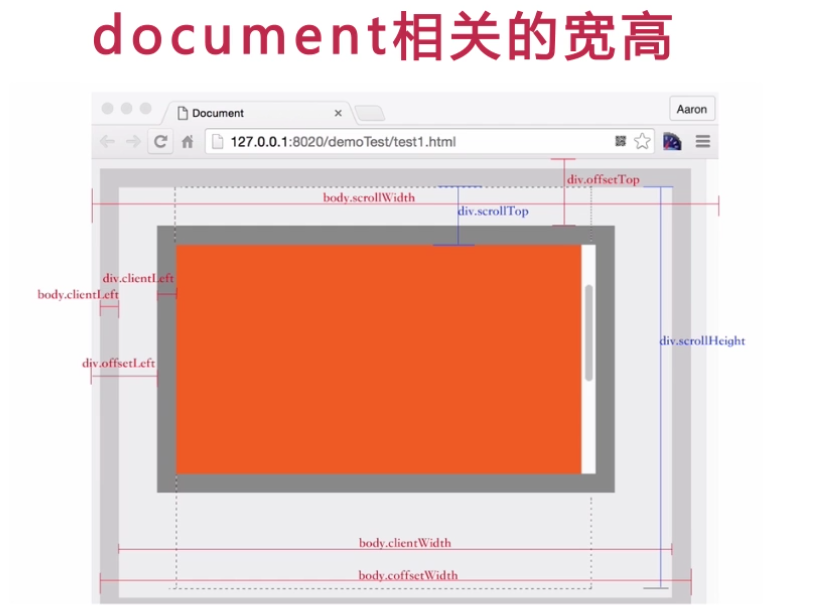 document相关的宽高
Document
Aaron
127.0.0.1:8020/demoTest/test1.html
div.offsetTop
body.scrollWidth
div.scrollTop
div.clientLeft
body.clientLeft
div.scrollHeight
div.offsetLeft
body.clientWidth
body.coffsetWidth